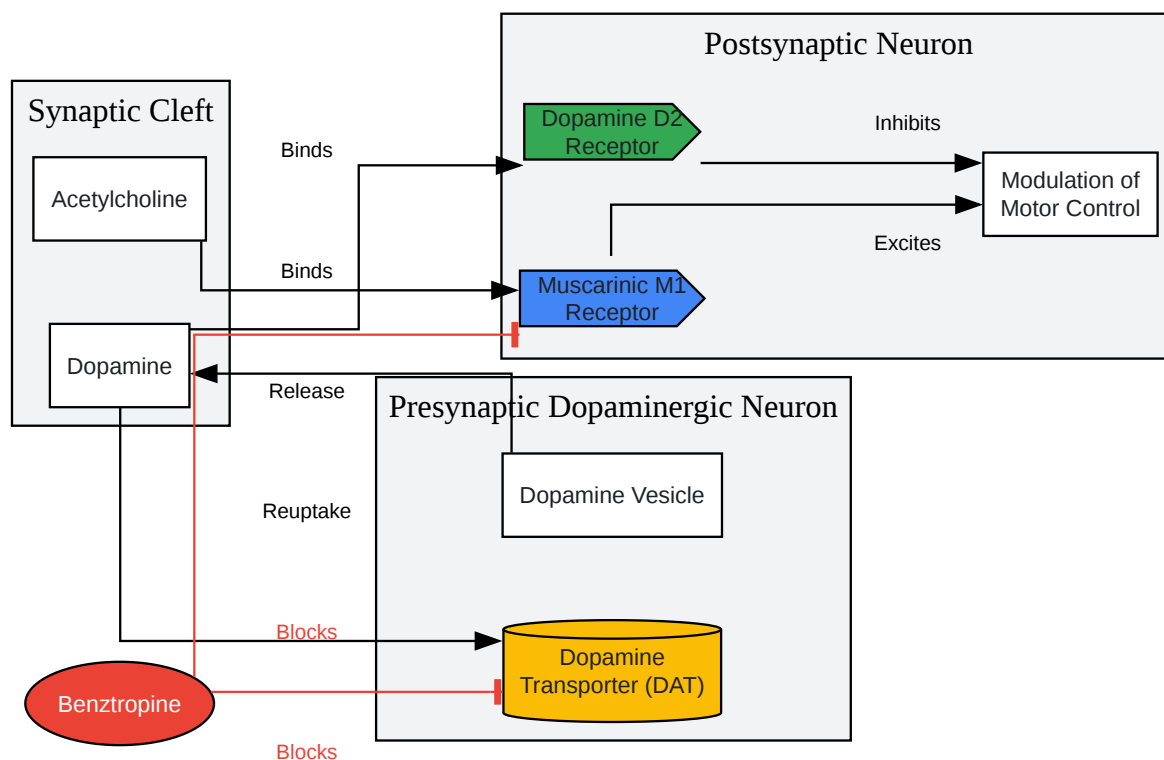 Postsynaptic Neuron
Synaptic Cleft
Dopamine D2
Receptor
Inhibits
Binds
Modulation of
Motor Control
Acetylcholine
Excites
Binds
Muscarinic M1
Receptor
Dopamine
Release
Presynaptic Dopaminergic Neuron
Dopamine Vesicle
Reuptake
Blocks
Dopamine
Transporter (DAT)
Benztropine
Blocks